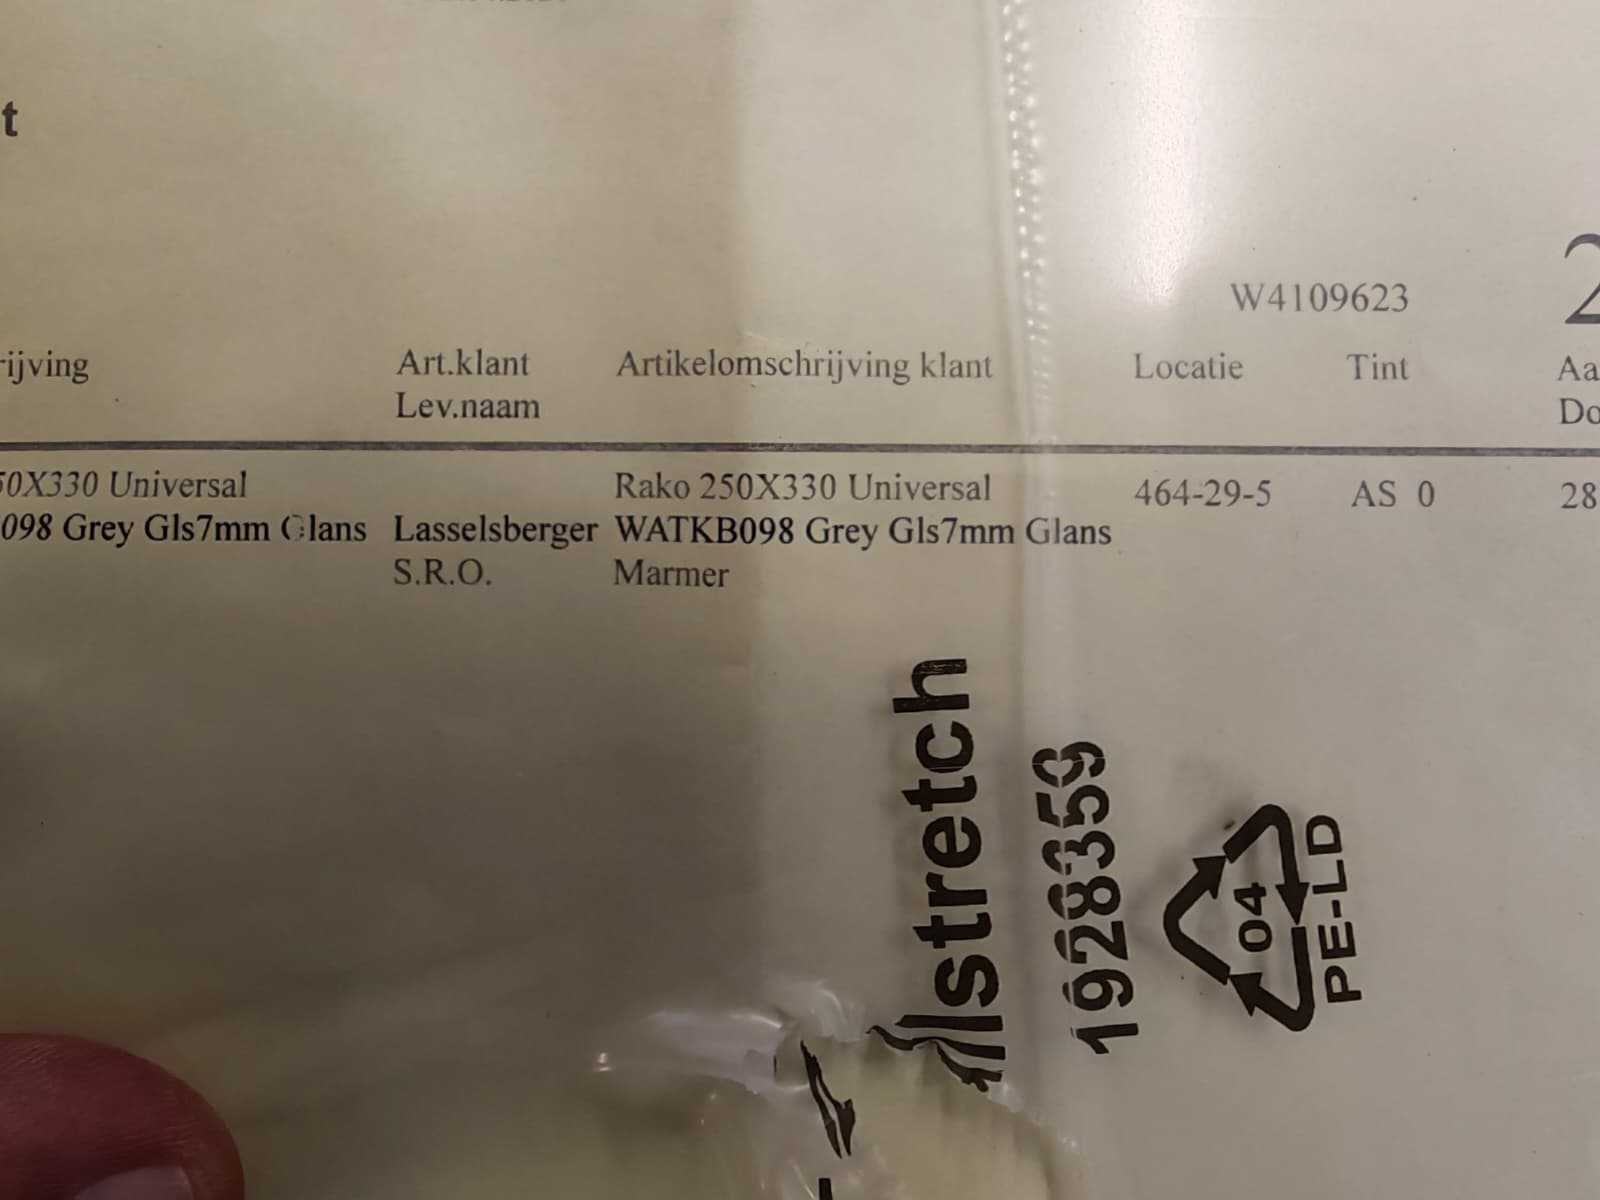 t
W4109623 2
rijving Art.klant Artikelomschrijving klant Locatie Tint Aa
Lev.naam Do
50X330 Universal Rako 250X330 Universal 464-29-5 AS 0 28
098 Grey Gls7mm Glans Lasselsberger WATKB098 Grey Gls7mm Glans
S.R.O. Marmer
stretch
1928359
04
PE-LD